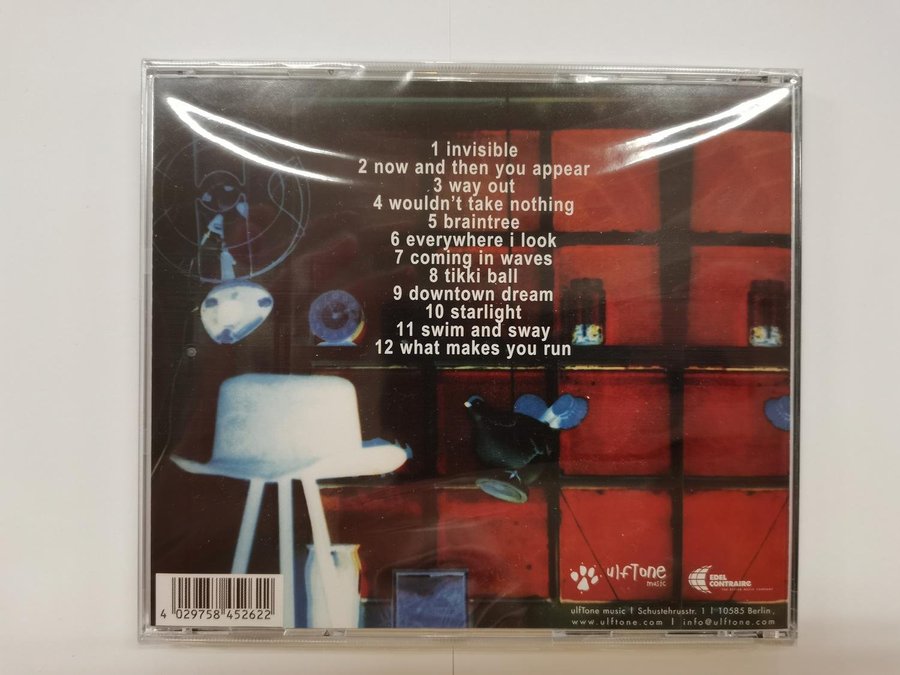 1 invisible
2 now and then you appear
3 way out
4 wouldn't take nothing
5 braintree
6 everywhere i look
7 coming in waves
8 tikki ball
9 downtown dream
10 starlight
11 swim and sway
12 what makes you run
ulfTone
music
EDEL
CONTRAIRE
ulfTone music I Schustehrusstr. 1 I 10585 Berlin,
www.ulftone.com I info@ulftone.com
4 029758 452622